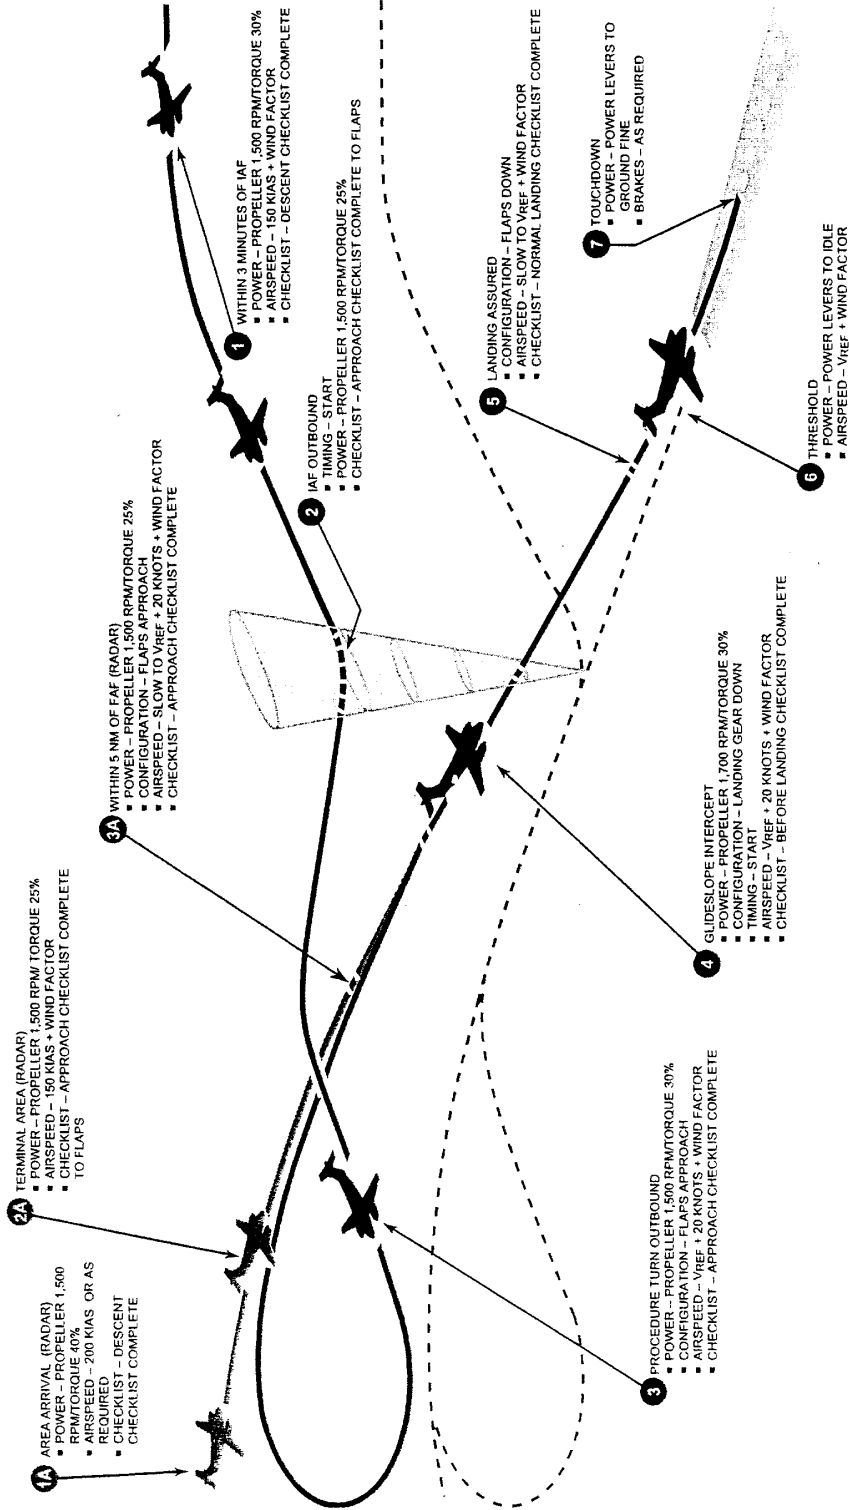 1A AREA ARRIVAL (RADAR)
▪ POWER – PROPELLER 1,500
RPM/TORQUE 40%
▪ AIRSPEED – 200 KIAS OR AS
REQUIRED
▪ CHECKLIST – DESCENT
CHECKLIST COMPLETE
2A TERMINAL AREA (RADAR)
▪ POWER – PROPELLER 1,500 RPM/ TORQUE 25%
▪ AIRSPEED – 150 KIAS + WIND FACTOR
▪ CHECKLIST – APPROACH CHECKLIST COMPLETE
TO FLAPS
3A WITHIN 5 NM OF FAF (RADAR)
▪ POWER – PROPELLER 1,500 RPM/TORQUE 25%
▪ CONFIGURATION – FLAPS APPROACH
▪ AIRSPEED – SLOW TO VREF + 20 KNOTS + WIND FACTOR
▪ CHECKLIST – APPROACH CHECKLIST COMPLETE
1 WITHIN 3 MINUTES OF IAF
▪ POWER – PROPELLER 1,500 RPM/TORQUE 30%
▪ AIRSPEED – 150 KIAS + WIND FACTOR
▪ CHECKLIST – DESCENT CHECKLIST COMPLETE
2 IAF OUTBOUND
▪ TIMING – START
▪ POWER – PROPELLER 1,500 RPM/TORQUE 25%
▪ CHECKLIST – APPROACH CHECKLIST COMPLETE TO FLAPS
3 PROCEDURE TURN OUTBOUND
▪ POWER – PROPELLER 1,500 RPM/TORQUE 30%
▪ CONFIGURATION – FLAPS APPROACH
▪ AIRSPEED – VREF + 20 KNOTS + WIND FACTOR
▪ CHECKLIST – APPROACH CHECKLIST COMPLETE
4 GLIDESLOPE INTERCEPT
▪ POWER – PROPELLER 1,700 RPM/TORQUE 30%
▪ CONFIGURATION – LANDING GEAR DOWN
▪ TIMING – START
▪ AIRSPEED – VREF + 20 KNOTS + WIND FACTOR
▪ CHECKLIST – BEFORE LANDING CHECKLIST COMPLETE
5 LANDING ASSURED
▪ CONFIGURATION – FLAPS DOWN
▪ AIRSPEED – SLOW TO VREF + WIND FACTOR
▪ CHECKLIST – NORMAL LANDING CHECKLIST COMPLETE
6 THRESHOLD
▪ POWER – POWER LEVERS TO IDLE
▪ AIRSPEED – VREF + WIND FACTOR
7 TOUCHDOWN
▪ POWER – POWER LEVERS TO
GROUND FINE
▪ BRAKES – AS REQUIRED